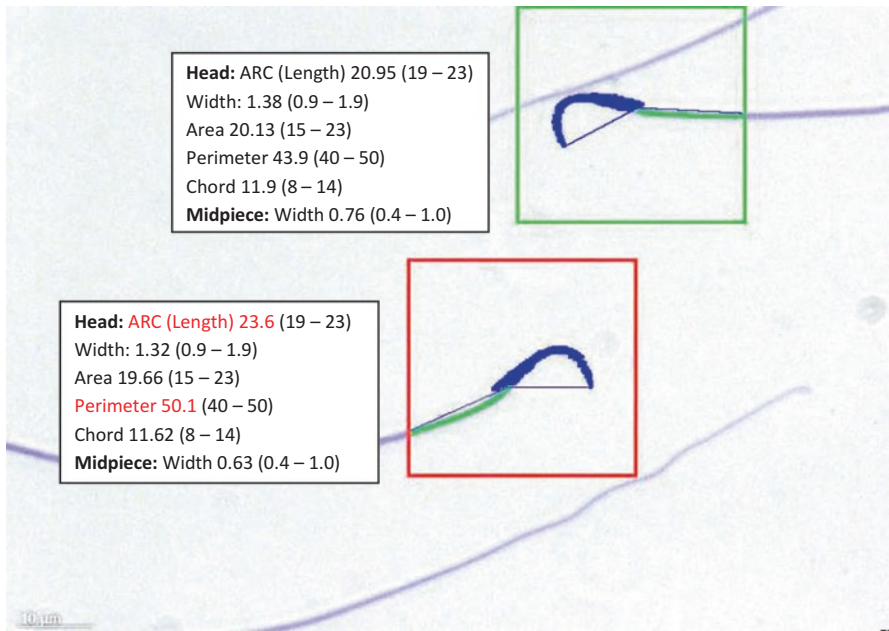 Head: ARC (Length) 20.95 (19 – 23)
Width: 1.38 (0.9 – 1.9)
Area 20.13 (15 – 23)
Perimeter 43.9 (40 – 50)
Chord 11.9 (8 – 14)
Midpiece: Width 0.76 (0.4 – 1.0)
Head: ARC (Length) 23.6 (19 – 23)
Width: 1.32 (0.9 – 1.9)
Area 19.66 (15 – 23)
Perimeter 50.1 (40 – 50)
Chord 11.62 (8 – 14)
Midpiece: Width 0.63 (0.4 – 1.0)
10 µm